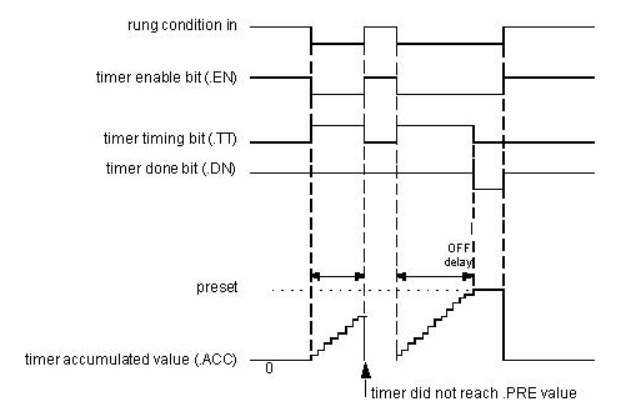 rung condition in
timer enable bit (.EN)
timer timing bit (.TT)
timer done bit (.DN)
OFF
delay
preset
timer accumulated value (.ACC)
0
timer did not reach .PRE value